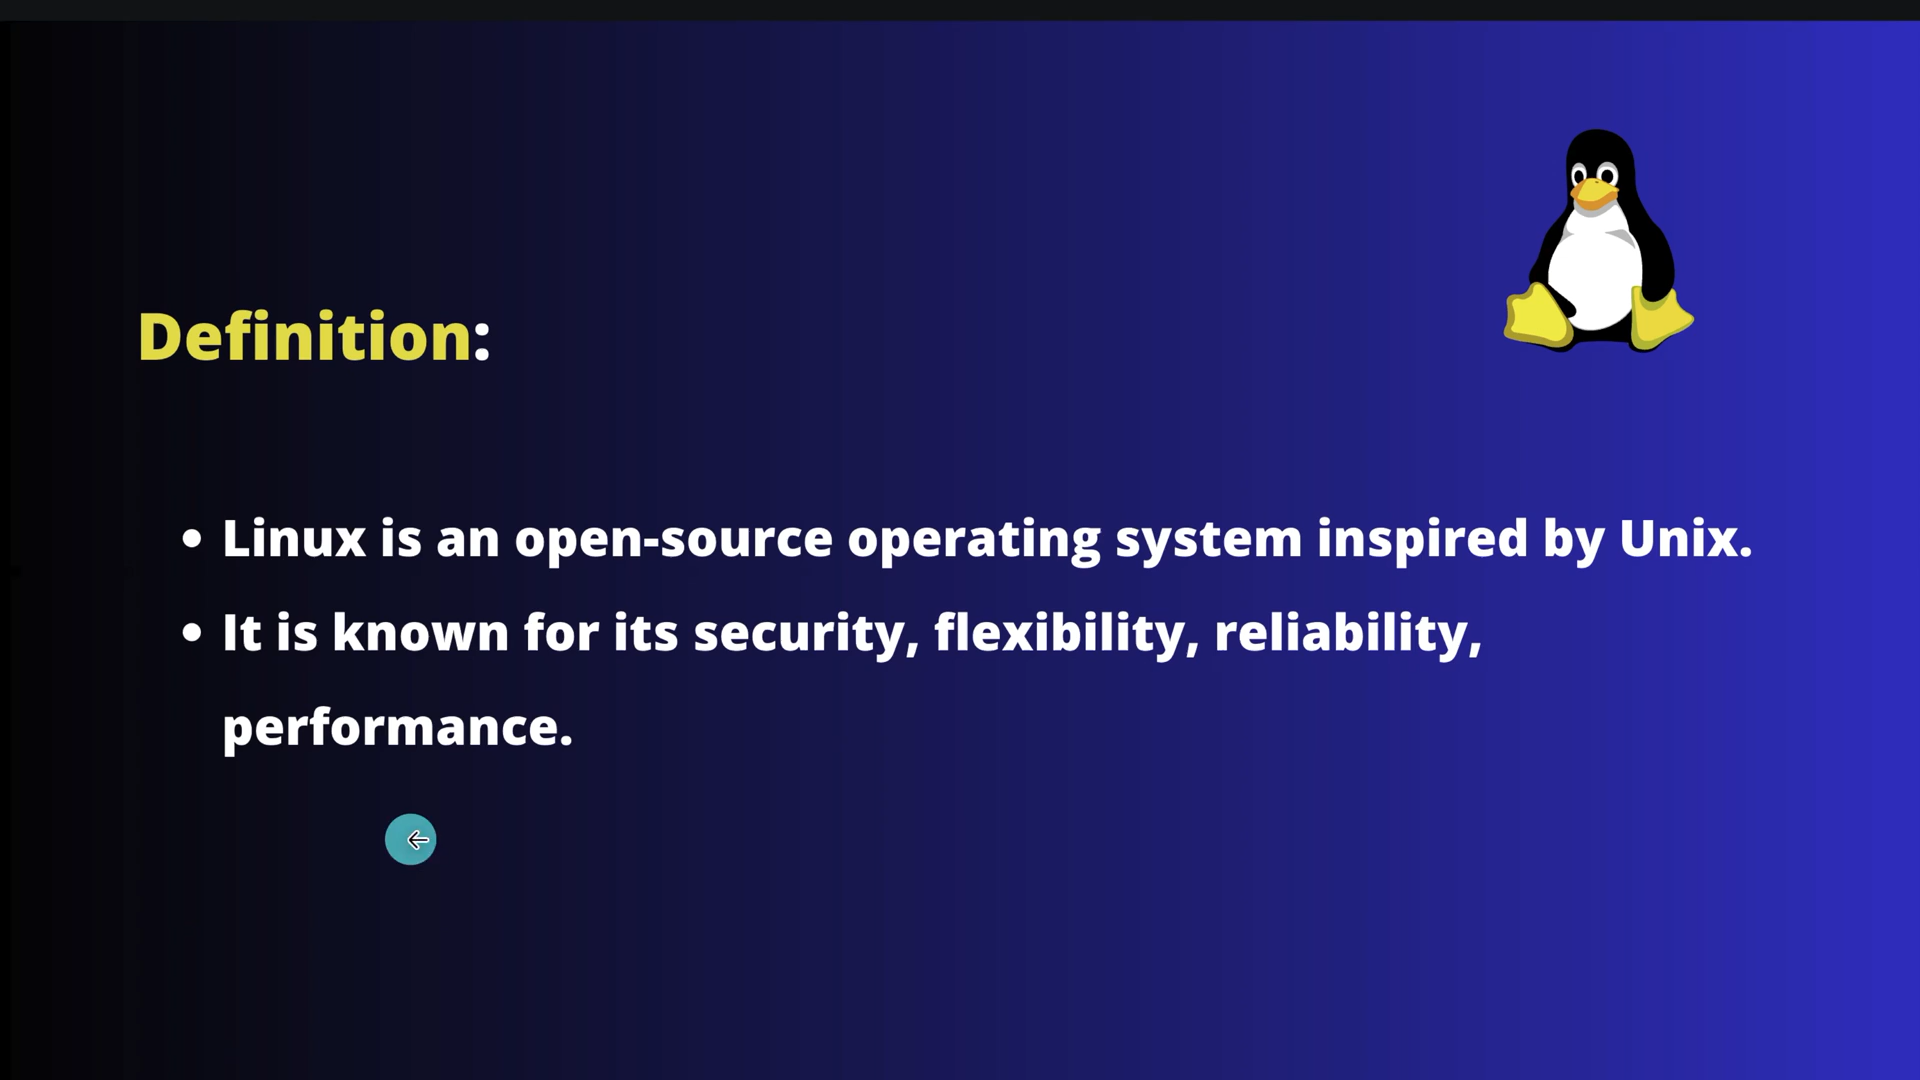 Definition:
• Linux is an open-source operating system inspired by Unix.
• It is known for its security, flexibility, reliability,
performance.